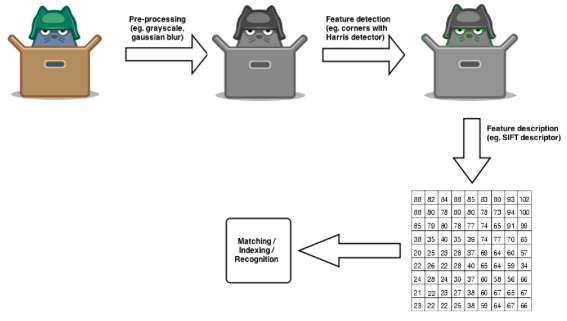 Pre-processing
(eg. grayscale,
gaussian blur)
Feature detection
(eg. corners with
Harris detector)
Feature description
(eg. SIFT descriptor)
88 82 84 88 85 83 80 93 102
88 80 78 80 80 78 73 94 100
85 79 80 78 77 74 65 91 99
38 35 40 35 39 74 77 70 65
20 25 23 28 37 69 64 60 57
22 26 22 28 40 65 64 59 34
24 28 24 30 37 60 58 56 66
21 22 23 27 38 60 67 65 67
23 22 22 25 38 59 64 67 66
Matching /
Indexing /
Recognition